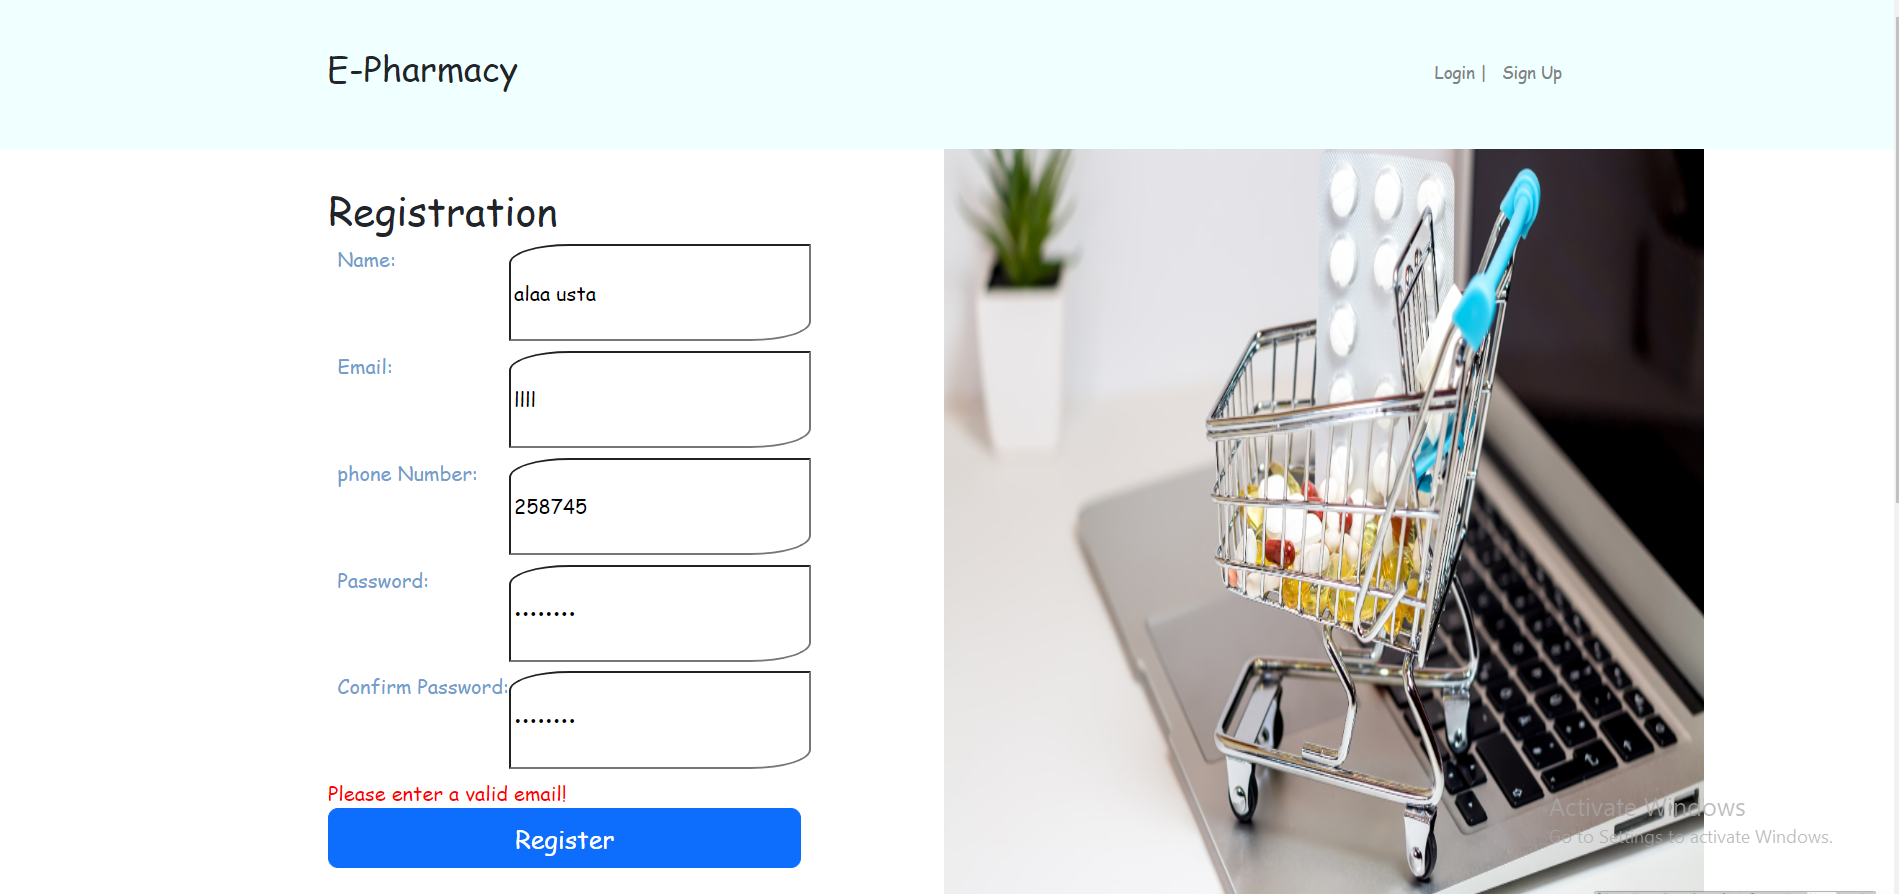 E-Pharmacy
Login | Sign Up
Registration
Name:
alaa usta
Email:
llll
phone Number:
258745
Password:
••••••••
Confirm Password:
••••••••
Please enter a valid email!
Register
Activate Windows
Go to Settings to activate Windows.